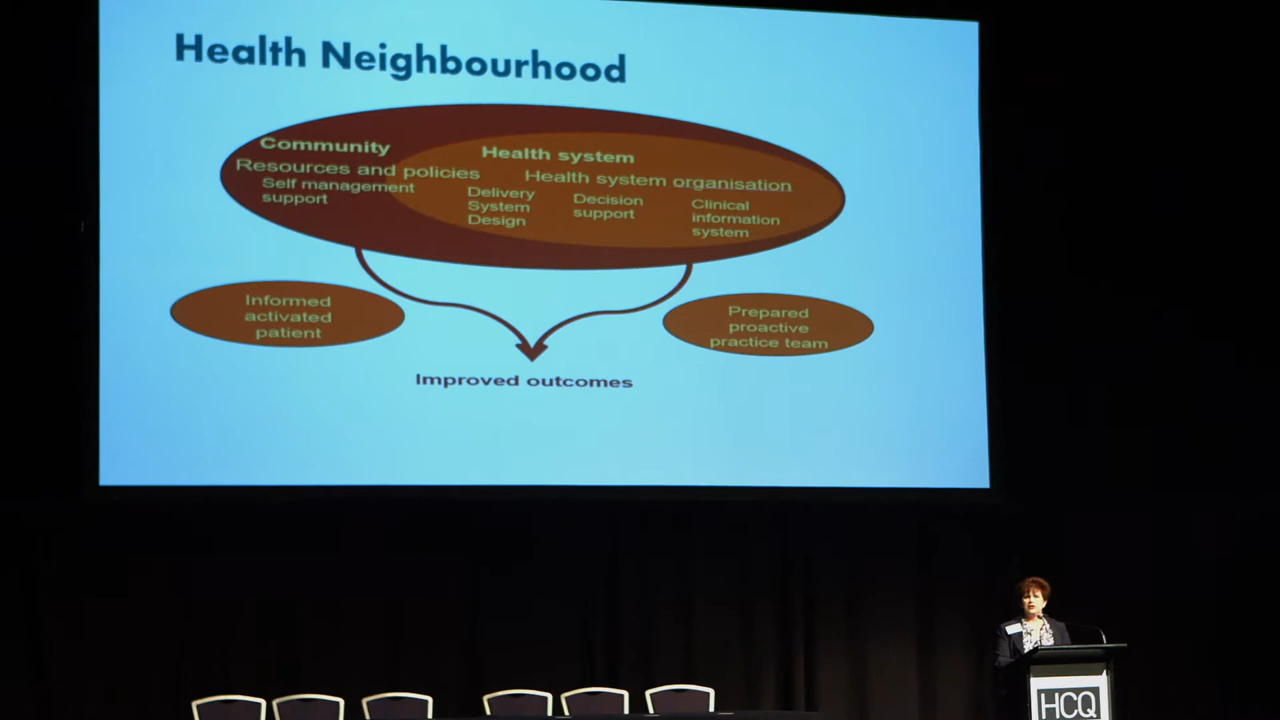 Health Neighbourhood
Community
Resources and policies
Self management
support
Health system
Health system organisation
Delivery
System
Design
Decision
support
Clinical
information
system
Informed
activated
patient
Prepared
proactive
practice team
Improved outcomes
HCQ